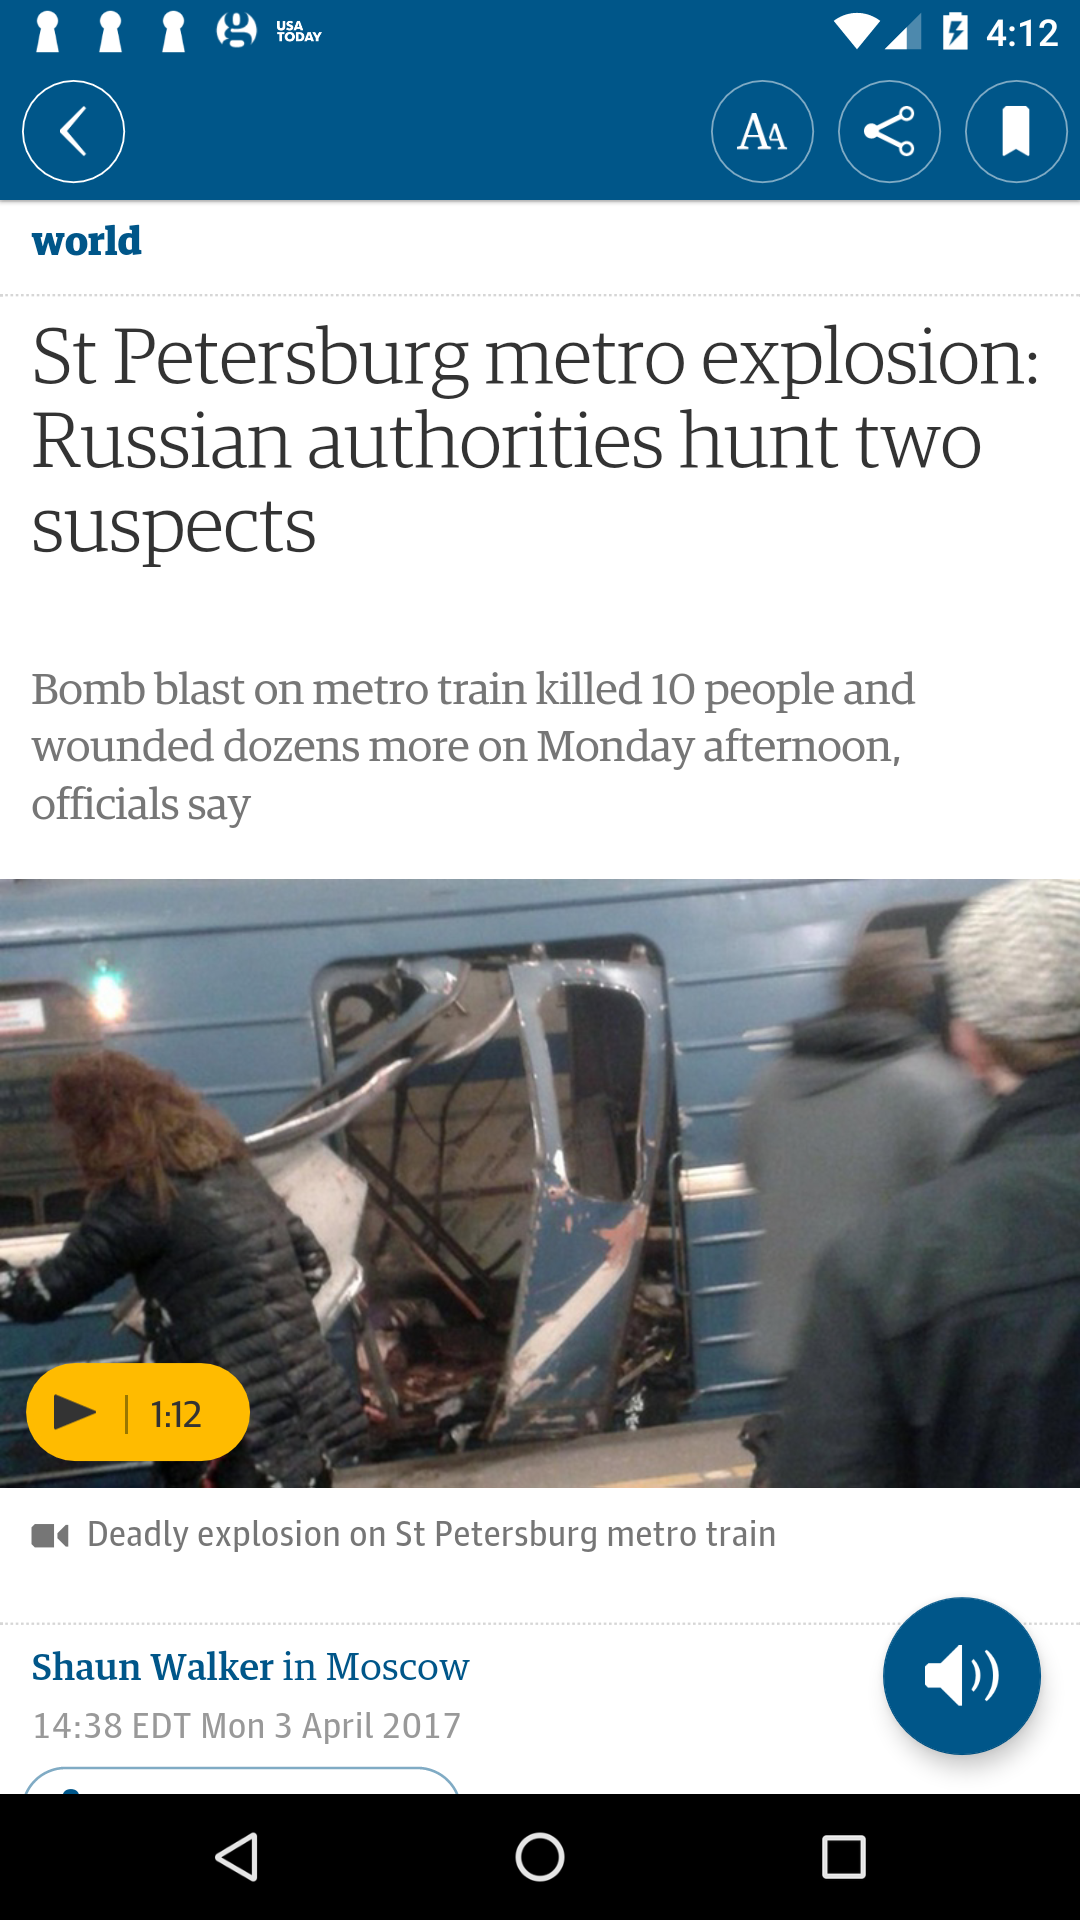 USA
TODAY
4:12
AA
world
St Petersburg metro explosion:
Russian authorities hunt two
suspects
Bomb blast on metro train killed 10 people and
wounded dozens more on Monday afternoon,
officials say
1:12
Deadly explosion on St Petersburg metro train
Shaun Walker in Moscow
14:38 EDT Mon 3 April 2017